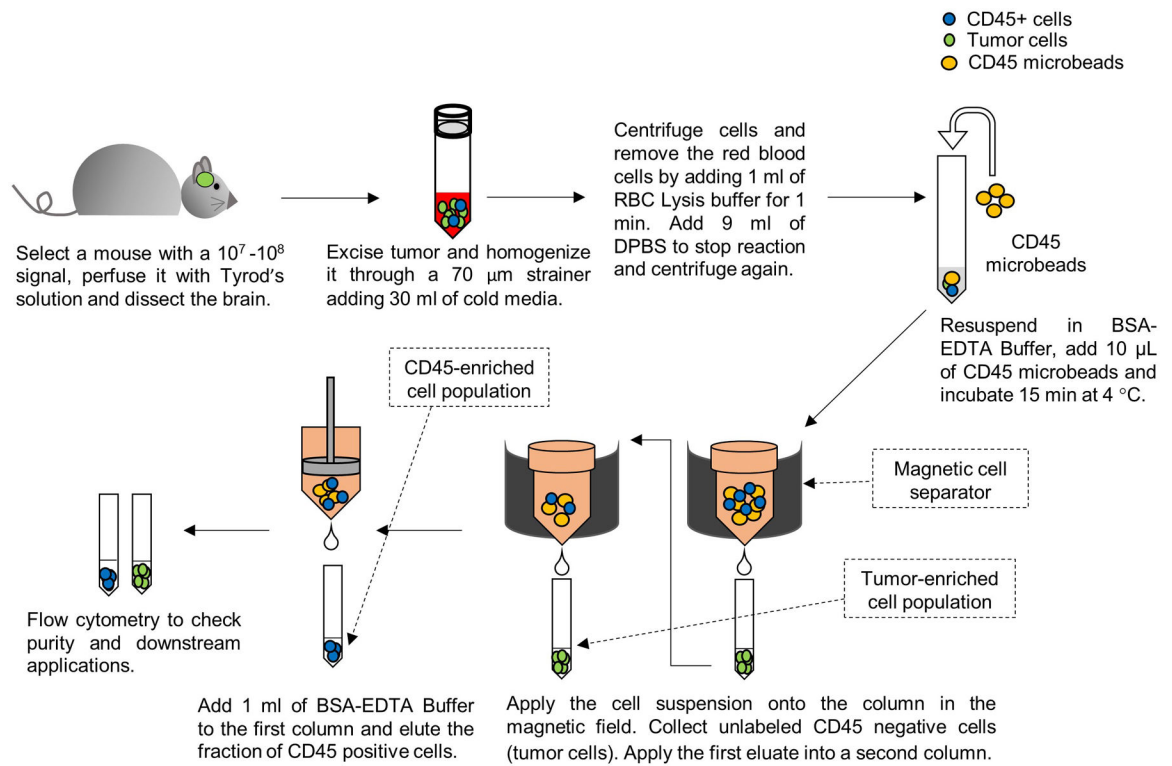 CD45+ cells
Tumor cells
CD45 microbeads
Select a mouse with a 10⁷ -10⁸
signal, perfuse it with Tyrod's
solution and dissect the brain.
Excise tumor and homogenize
it through a 70 µm strainer
adding 30 ml of cold media.
Centrifuge cells and
remove the red blood
cells by adding 1 ml of
RBC Lysis buffer for 1
min. Add 9 ml of
DPBS to stop reaction
and centrifuge again.
CD45
microbeads
Resuspend in BSA-
EDTA Buffer, add 10 µL
of CD45 microbeads and
incubate 15 min at 4 °C.
Magnetic cell
separator
Tumor-enriched
cell population
Apply the cell suspension onto the column in the
magnetic field. Collect unlabeled CD45 negative cells
(tumor cells). Apply the first eluate into a second column.
CD45-enriched
cell population
Add 1 ml of BSA-EDTA Buffer
to the first column and elute the
fraction of CD45 positive cells.
Flow cytometry to check
purity and downstream
applications.